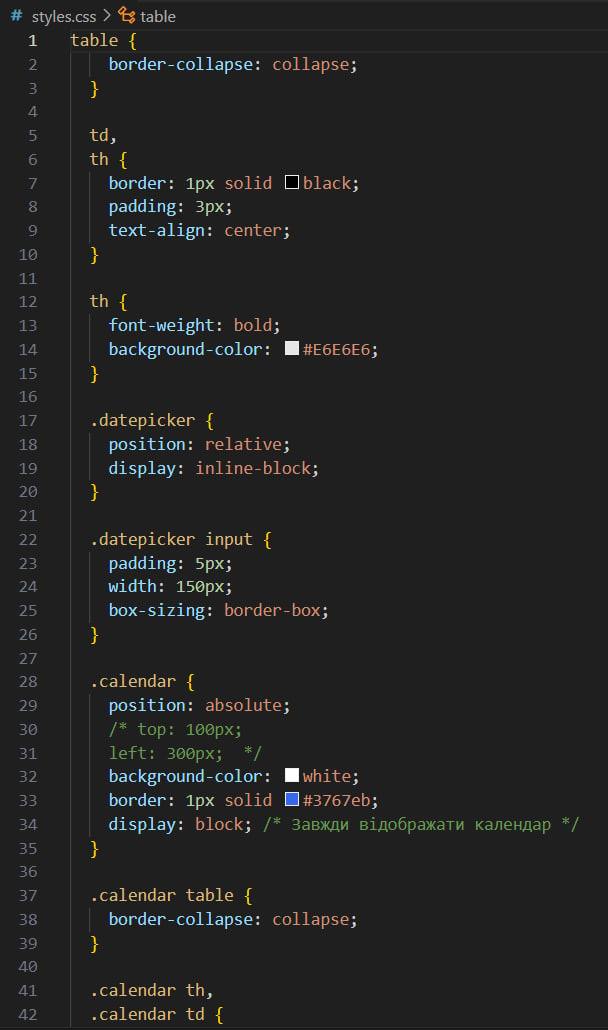 # styles.css > table
1 table {
2 border-collapse: collapse;
3 }
4
5 td,
6 th {
7 border: 1px solid black;
8 padding: 3px;
9 text-align: center;
10 }
11
12 th {
13 font-weight: bold;
14 background-color: #E6E6E6;
15 }
16
17 .datepicker {
18 position: relative;
19 display: inline-block;
20 }
21
22 .datepicker input {
23 padding: 5px;
24 width: 150px;
25 box-sizing: border-box;
26 }
27
28 .calendar {
29 position: absolute;
30 /* top: 100px;
31 left: 300px;  */
32 background-color: white;
33 border: 1px solid #3767eb;
34 display: block; /* Завжди відображати календар */
35 }
36
37 .calendar table {
38 border-collapse: collapse;
39 }
40
41 .calendar th,
42 .calendar td {